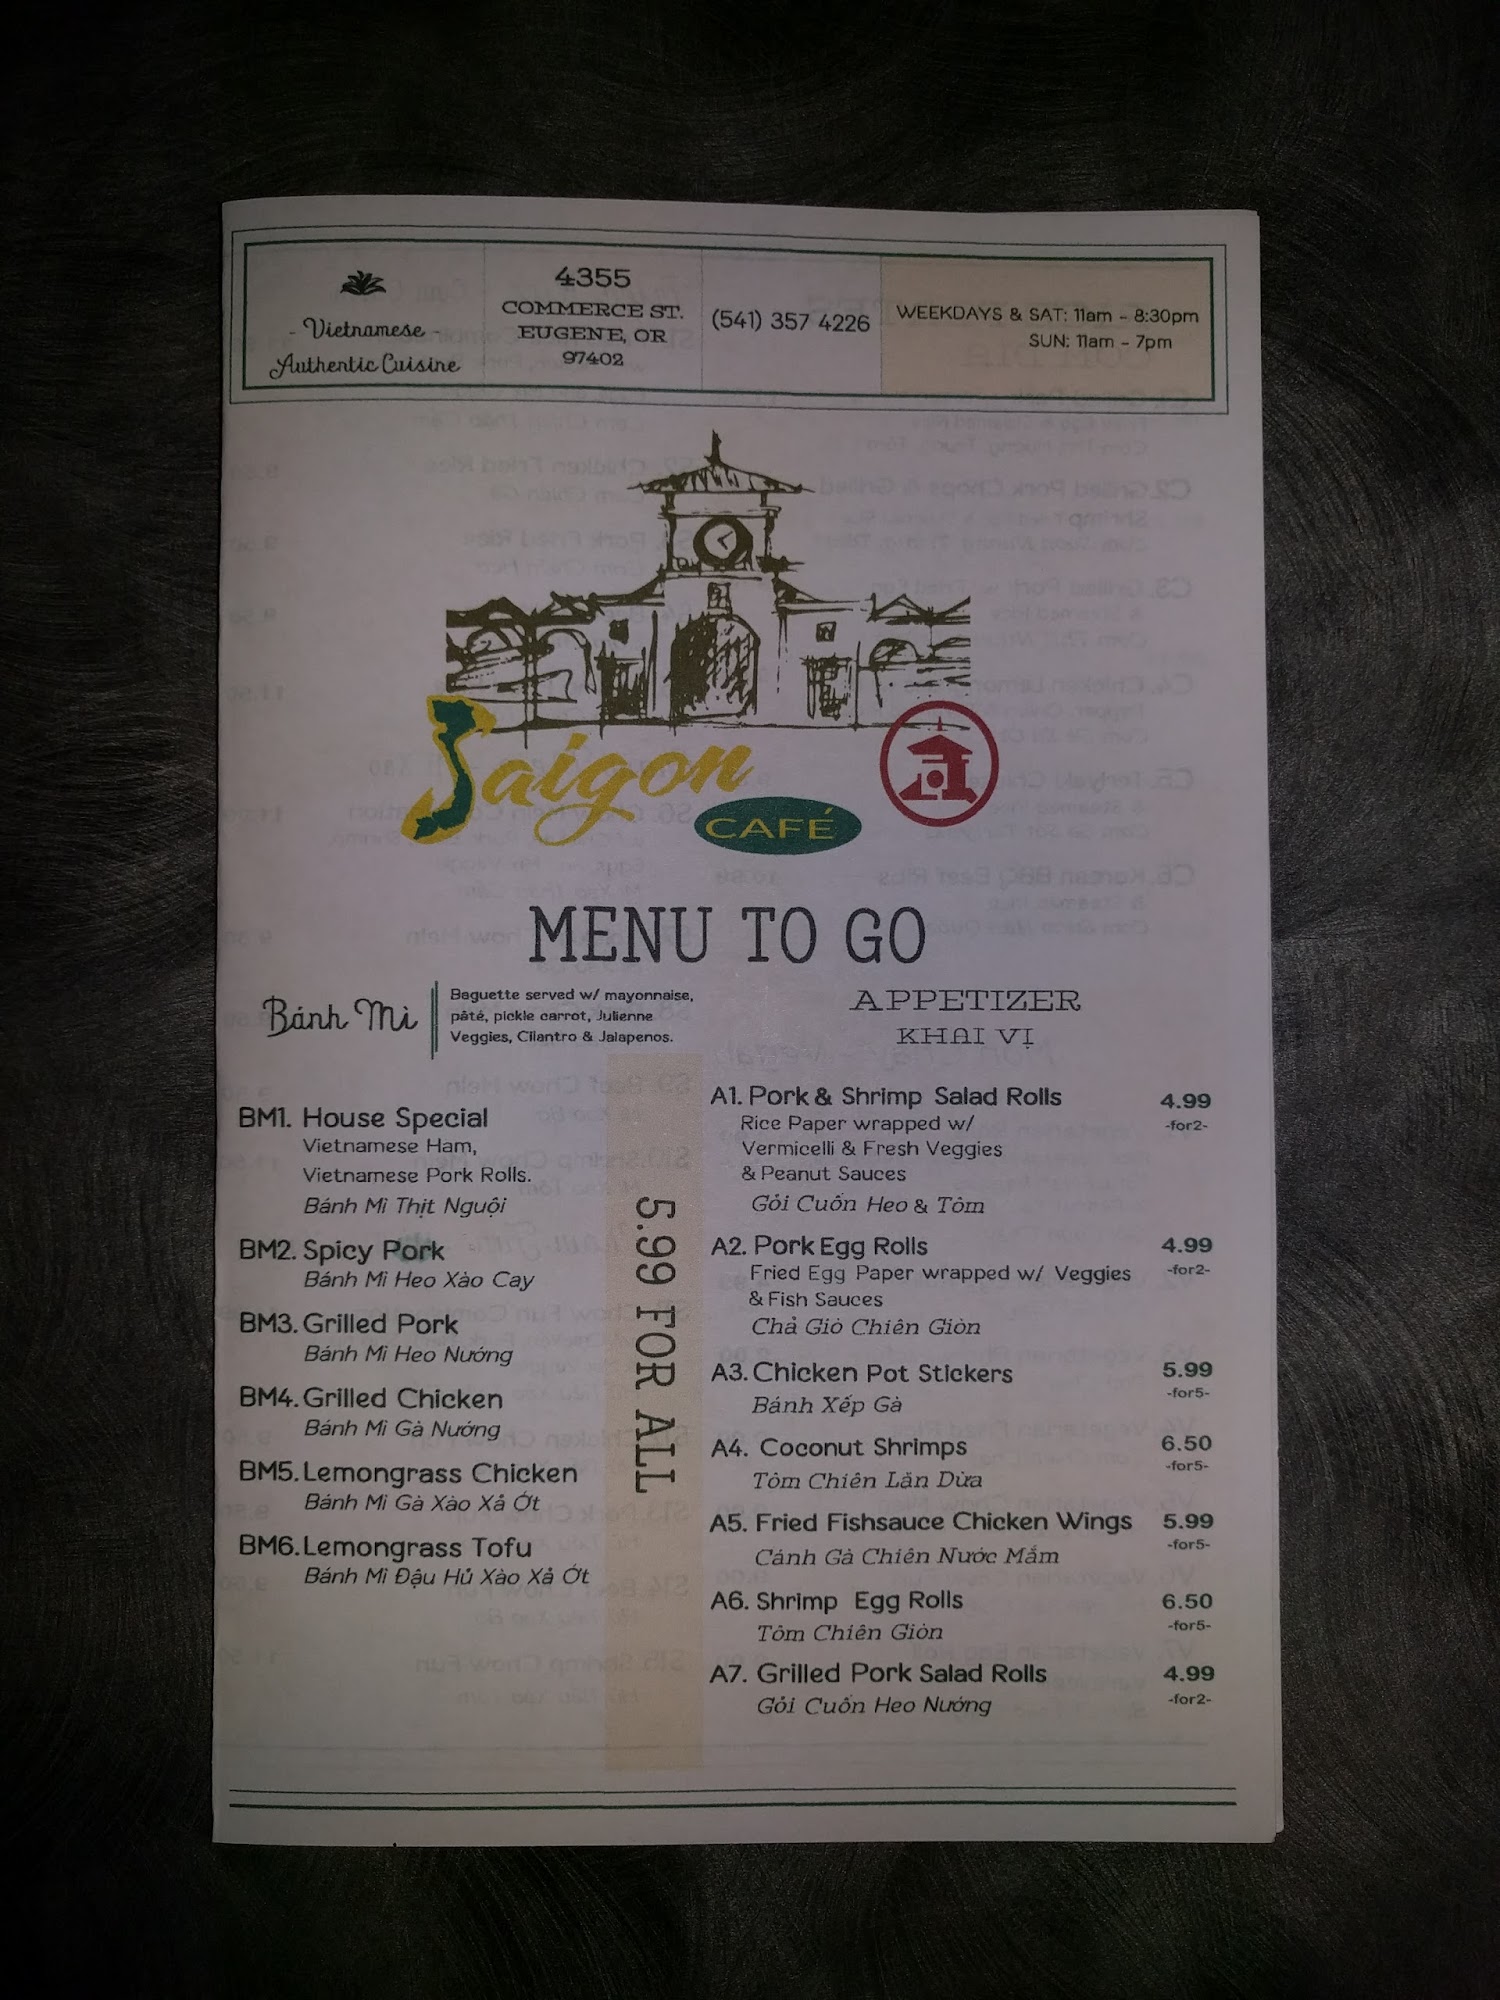 - Vietnamese -
Authentic Cuisine
4355
COMMERCE ST.
EUGENE, OR
97402
(541) 357 4226
WEEKDAYS & SAT: 11am - 8:30pm
SUN: 11am - 7pm
Saigon
CAFÉ
MENU TO GO
Bánh Mì
Baguette served w/ mayonnaise,
pâté, pickle carrot, Julienne
Veggies, Cilantro & Jalapenos.
BM1. House Special
Vietnamese Ham,
Vietnamese Pork Rolls.
Bánh Mì Thịt Nguội
BM2. Spicy Pork
Bánh Mì Heo Xào Cay
BM3. Grilled Pork
Bánh Mì Heo Nướng
BM4. Grilled Chicken
Bánh Mì Gà Nướng
BM5. Lemongrass Chicken
Bánh Mì Gà Xào Xả Ớt
BM6. Lemongrass Tofu
Bánh Mì Đậu Hủ Xào Xả Ớt
5.99 FOR ALL
APPETIZER
KHAI VỊ
A1. Pork & Shrimp Salad Rolls 4.99
Rice Paper wrapped w/ -for2-
Vermicelli & Fresh Veggies
& Peanut Sauces
Gỏi Cuốn Heo & Tôm
A2. Pork Egg Rolls 4.99
Fried Egg Paper wrapped w/ Veggies -for2-
& Fish Sauces
Chả Giò Chiên Giòn
A3. Chicken Pot Stickers 5.99
Bánh Xếp Gà -for5-
A4. Coconut Shrimps 6.50
Tôm Chiên Lăn Dừa -for5-
A5. Fried Fishsauce Chicken Wings 5.99
Cánh Gà Chiên Nước Mắm -for5-
A6. Shrimp Egg Rolls 6.50
Tôm Chiên Giòn -for5-
A7. Grilled Pork Salad Rolls 4.99
Gỏi Cuốn Heo Nướng -for2-